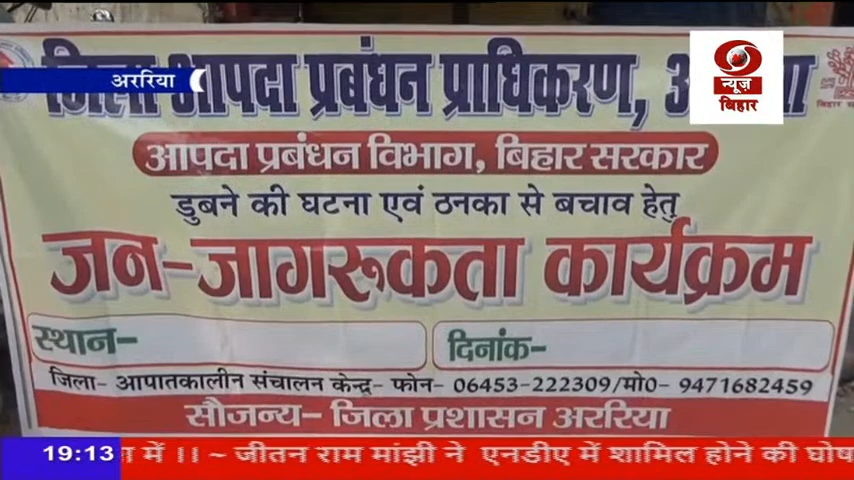 जिला आपदा प्रबंधन प्राधिकरण,
अररिया
न्यूज़
बिहार
आपदा प्रबंधन विभाग, बिहार सरकार
डुबने की घटना एवं ठनका से बचाव हेतु
जन-जागरूकता कार्यक्रम
स्थान-
दिनांक-
जिला- आपातकालीन संचालन केन्द्र- फोन- 06453-222309/मो0- 9471682459
सौजन्य- जिला प्रशासन अररिया
19:13 में ।। ~ जीतन राम मांझी ने एनडीए में शामिल होने की